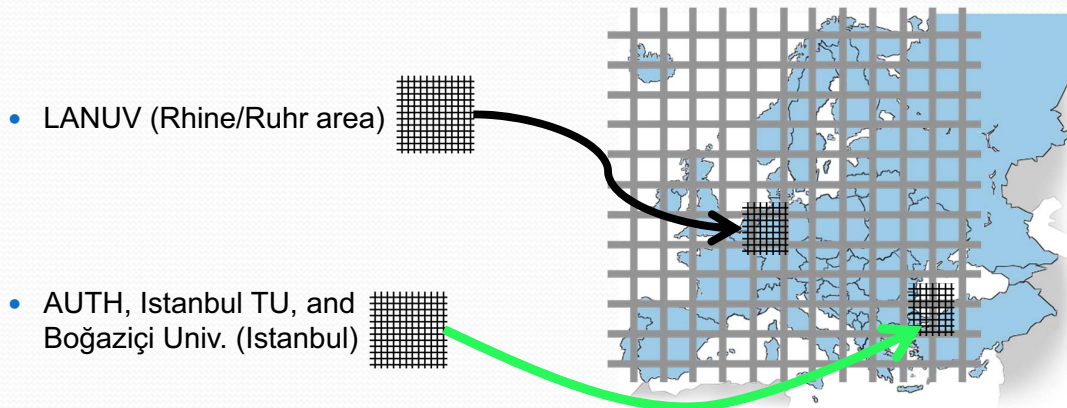 • LANUV (Rhine/Ruhr area)
• AUTH, Istanbul TU, and
Boğaziçi Univ. (Istanbul)